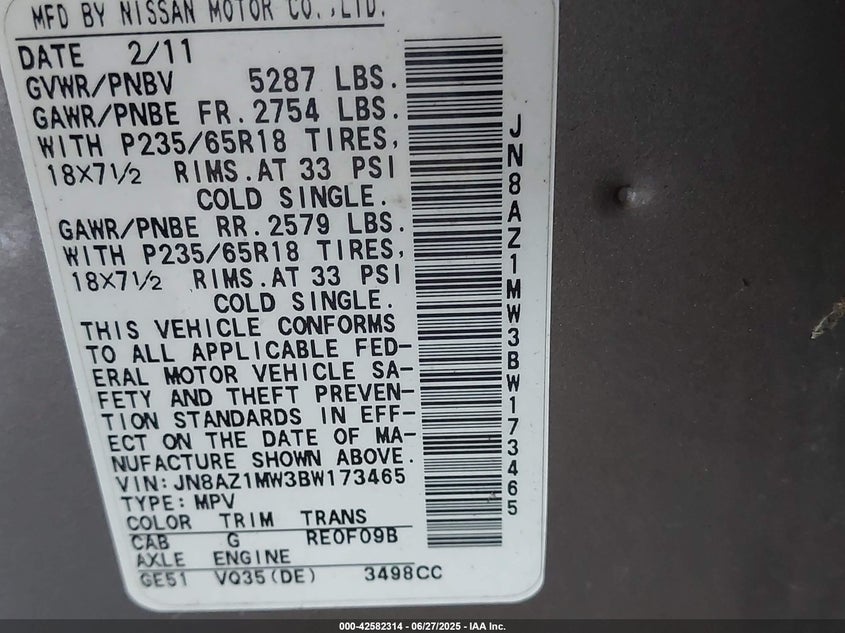 MFD BY NISSAN MOTOR CO.,LTD.
DATE 2/11
GVWR/PNBV 5287 LBS.
GAWR/PNBE FR. 2754 LBS.
WITH P235/65R18 TIRES,
18X7 1/2 RIMS. AT 33 PSI
COLD SINGLE.
GAWR/PNBE RR. 2579 LBS.
WITH P235/65R18 TIRES,
18X7 1/2 RIMS. AT 33 PSI
COLD SINGLE.
THIS VEHICLE CONFORMS
TO ALL APPLICABLE FED-
ERAL MOTOR VEHICLE SA-
FETY AND THEFT PREVEN-
TION STANDARDS IN EFF-
ECT ON THE DATE OF MA-
NUFACTURE SHOWN ABOVE.
VIN:JN8AZ1MW3BW173465
TYPE:MPV
COLOR TRIM TRANS
CAB G RE0F09B
AXLE ENGINE
GE51 VQ35(DE) 3498CC
JN8AZ1MW3BW173465
000-42582314 - 06/27/2025 - IAA Inc.